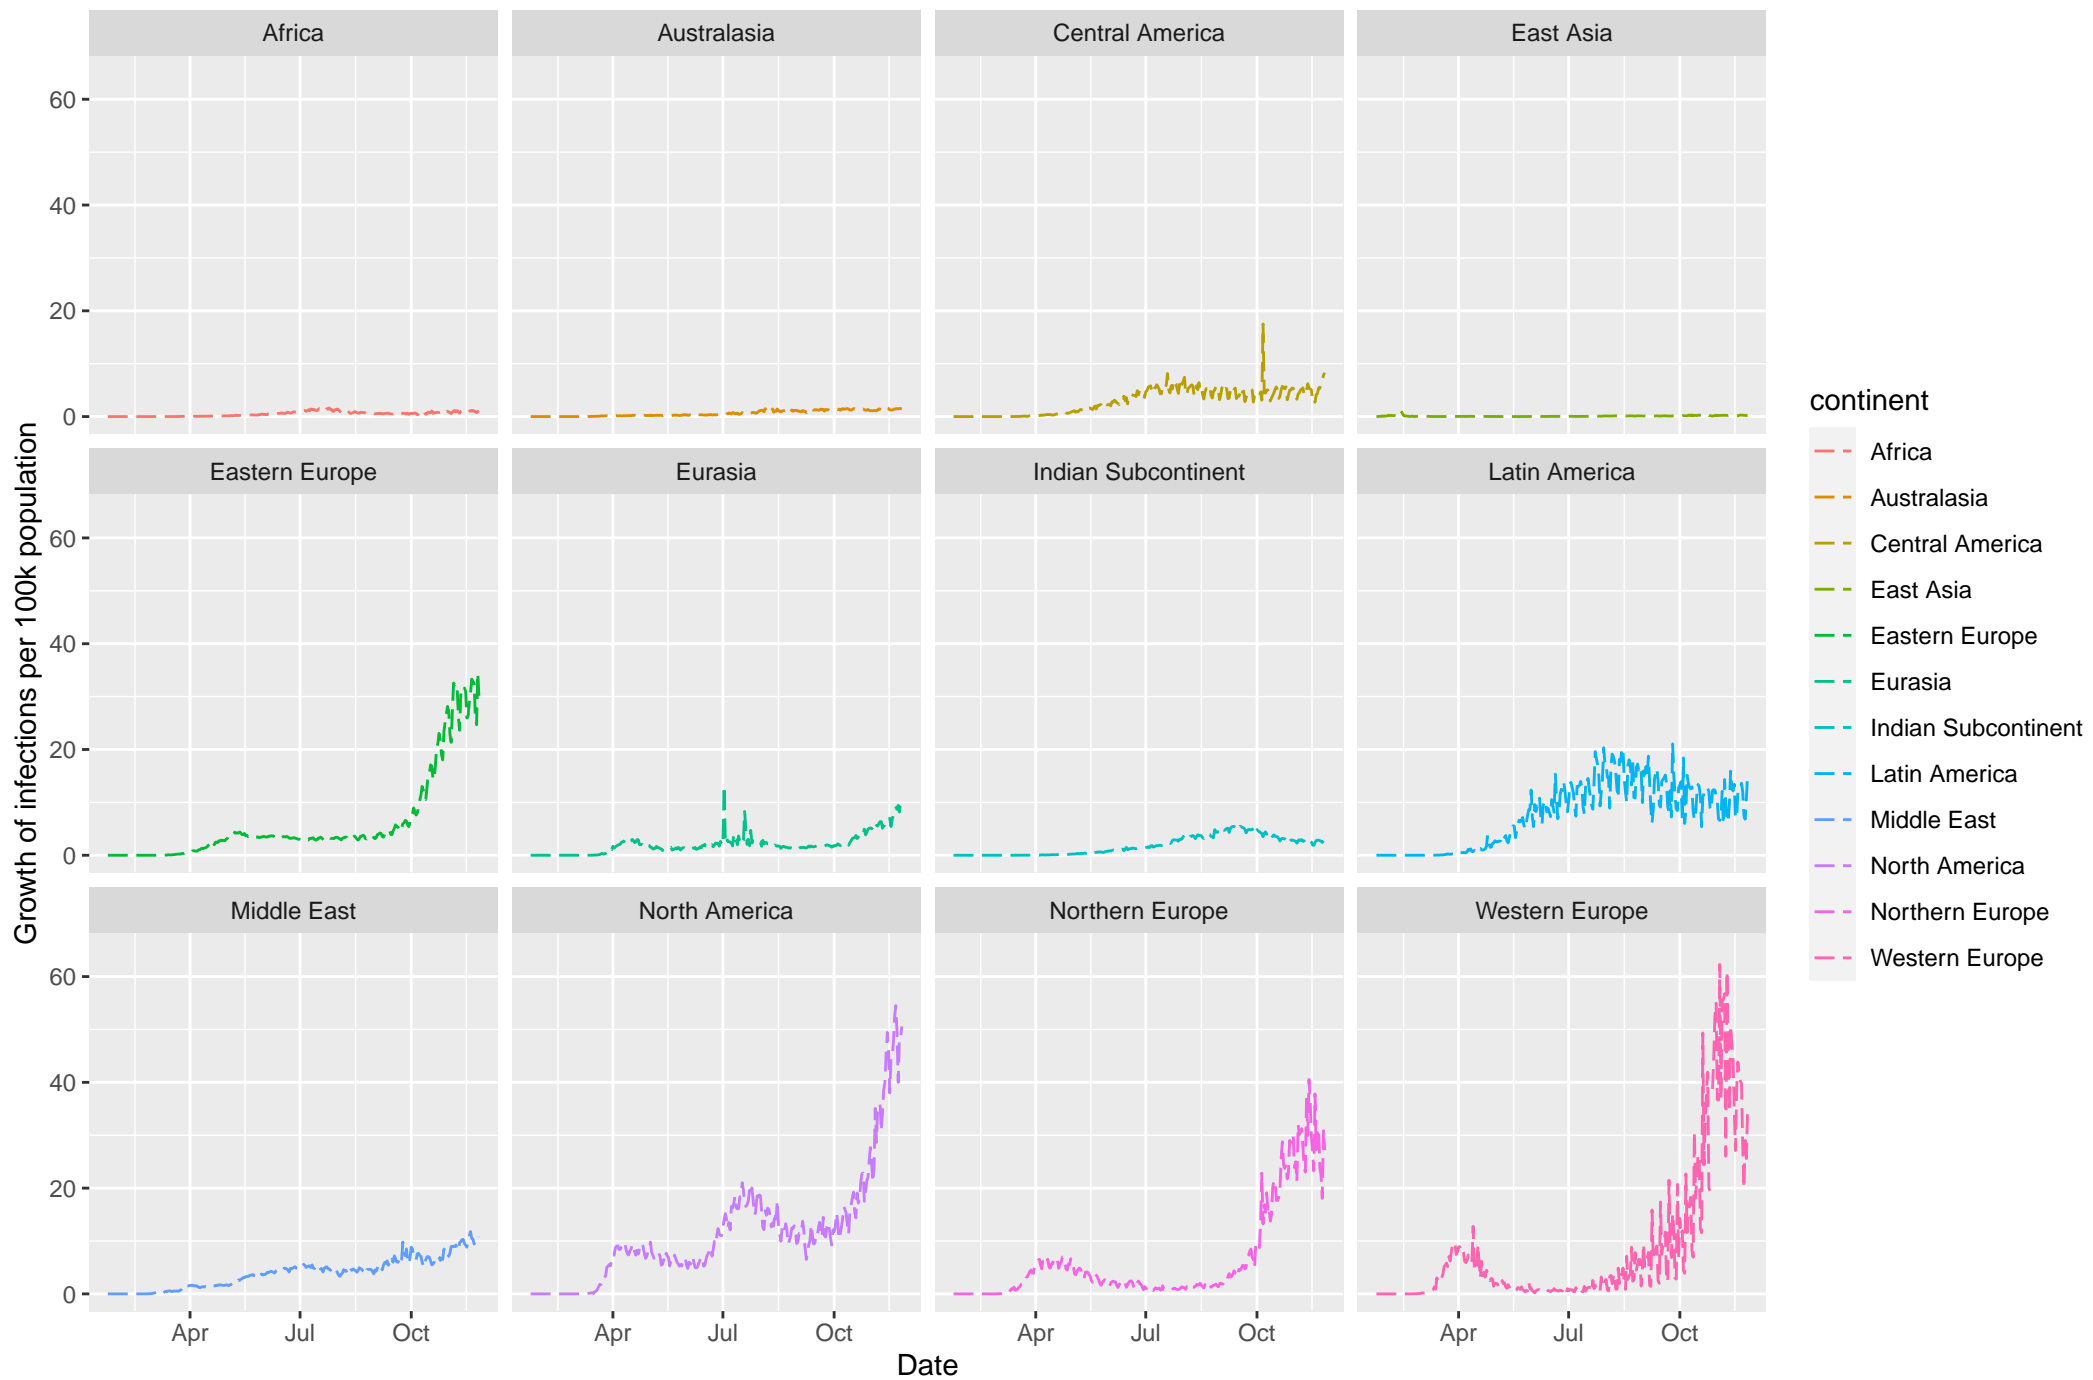 Africa
Australasia
Central America
East Asia
60
40
20
0
Eastern Europe
Eurasia
Indian Subcontinent
Latin America
60
40
20
0
Middle East
North America
Northern Europe
Western Europe
60
40
20
0
Apr Jul Oct
Apr Jul Oct
Apr Jul Oct
Apr Jul Oct
Date
Growth of infections per 100k population
continent
Africa
Australasia
Central America
East Asia
Eastern Europe
Eurasia
Indian Subcontinent
Latin America
Middle East
North America
Northern Europe
Western Europe